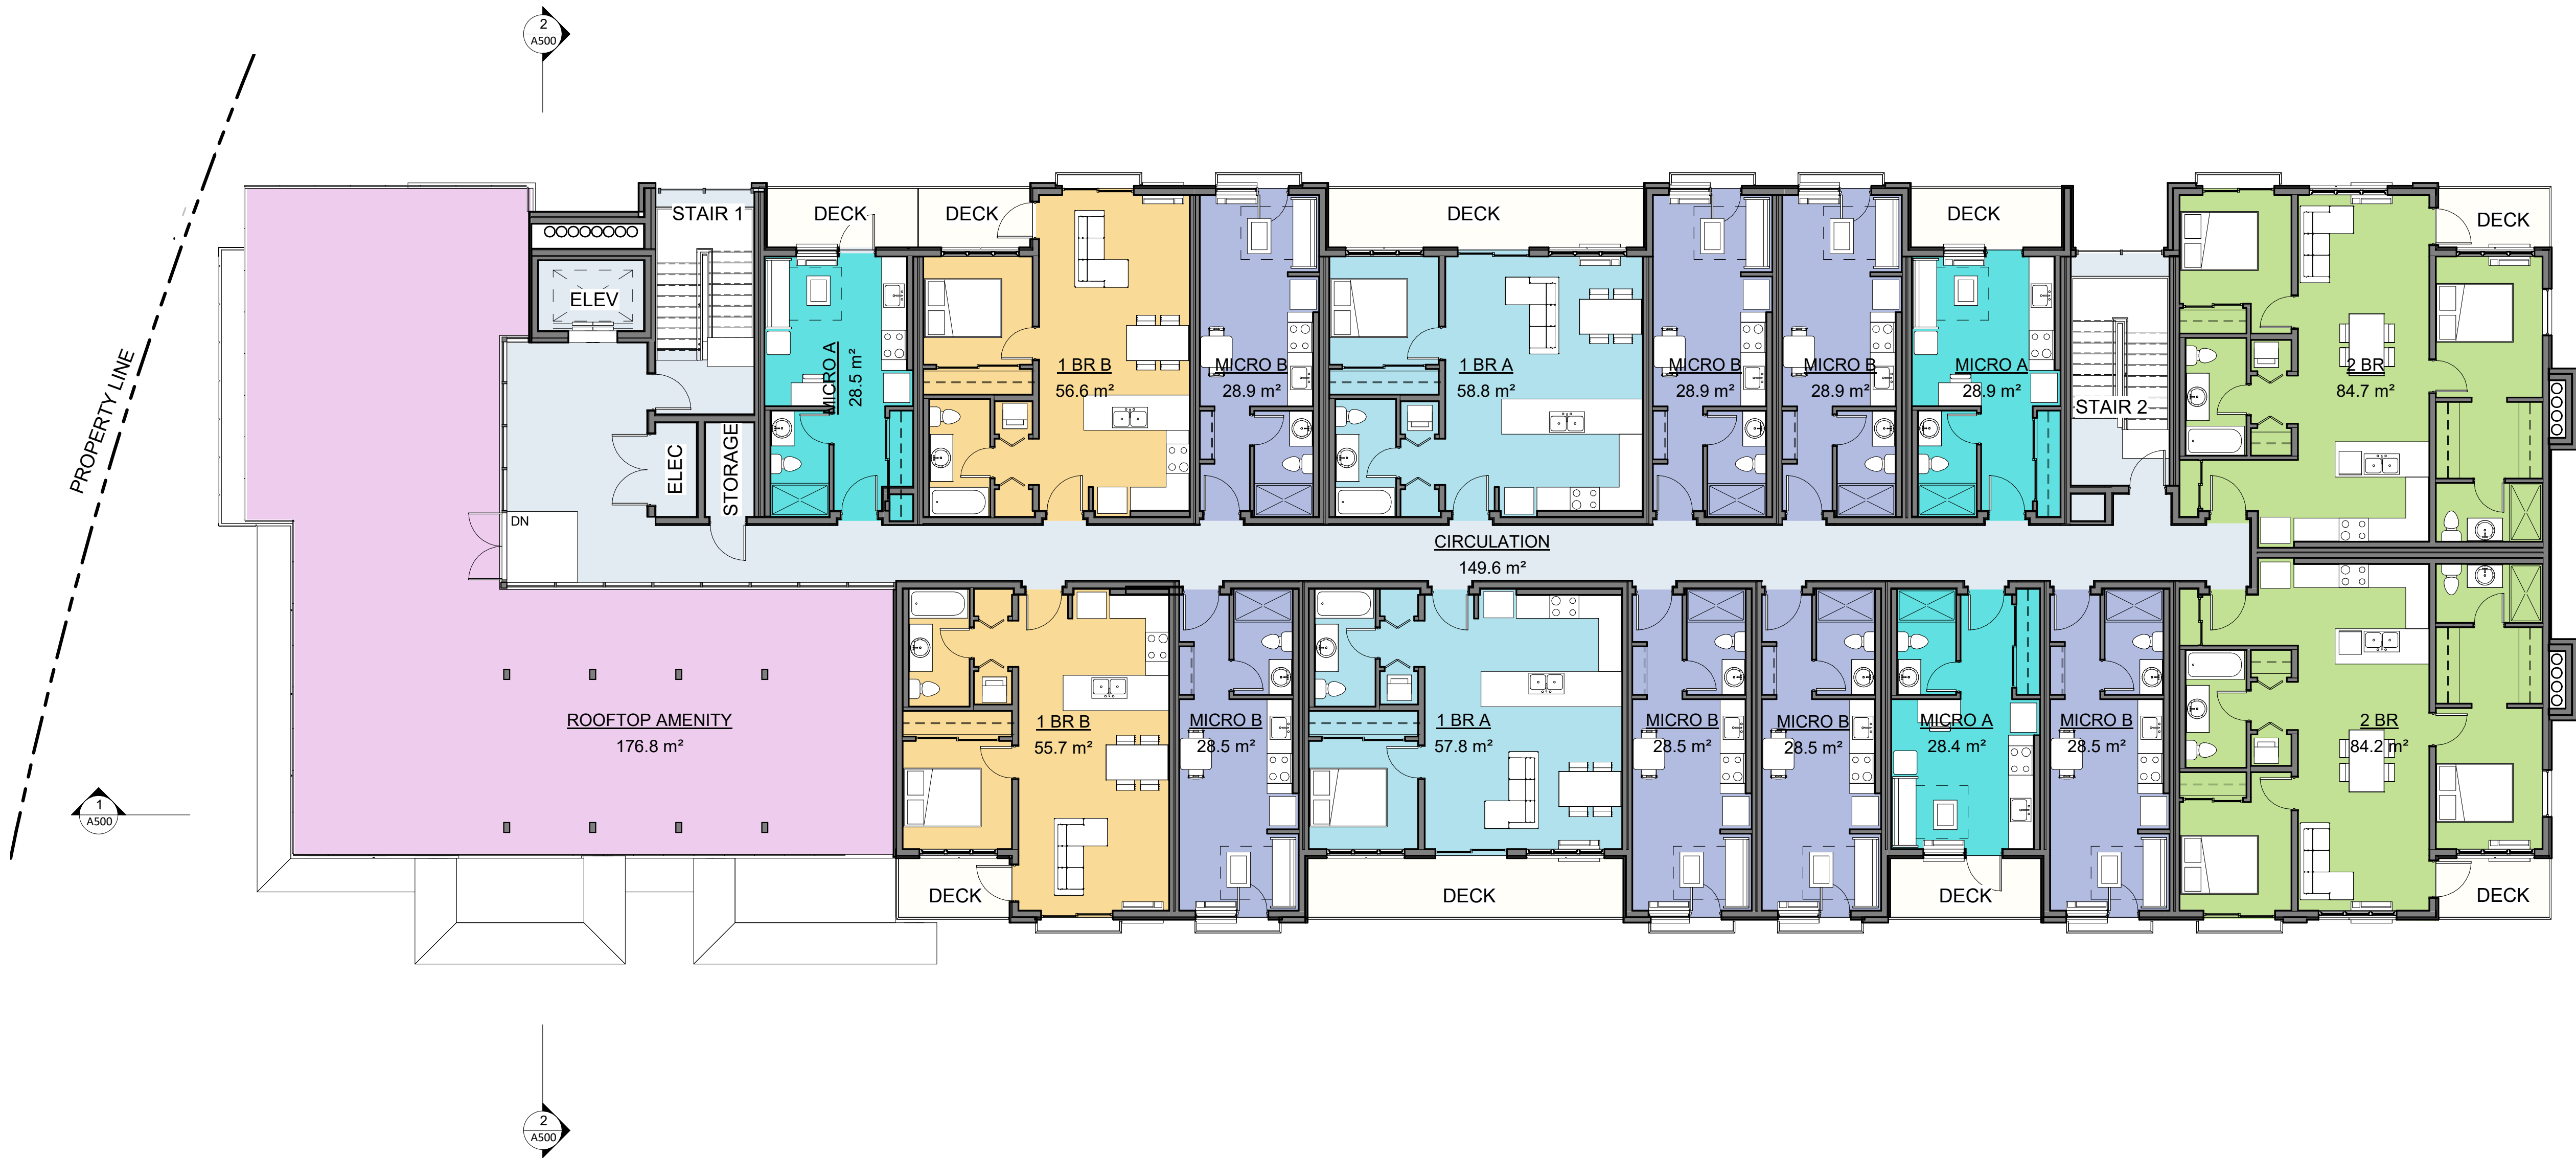 2
A500
PROPERTY LINE
STAIR 1
DECK
DECK
DECK
DECK
DECK
ELEV
MICRO A
28.5 m²
1 BR B
56.6 m²
MICRO B
28.9 m²
1 BR A
58.8 m²
MICRO B
28.9 m²
MICRO B
28.9 m²
MICRO A
28.9 m²
STAIR 2
2 BR
84.7 m²
ELEC
STORAGE
DN
CIRCULATION
149.6 m²
ROOFTOP AMENITY
176.8 m²
1 BR B
55.7 m²
MICRO B
28.5 m²
1 BR A
57.8 m²
MICRO B
28.5 m²
MICRO B
28.5 m²
MICRO A
28.4 m²
MICRO B
28.5 m²
2 BR
84.2 m²
1
A500
DECK
DECK
DECK
DECK
2
A500